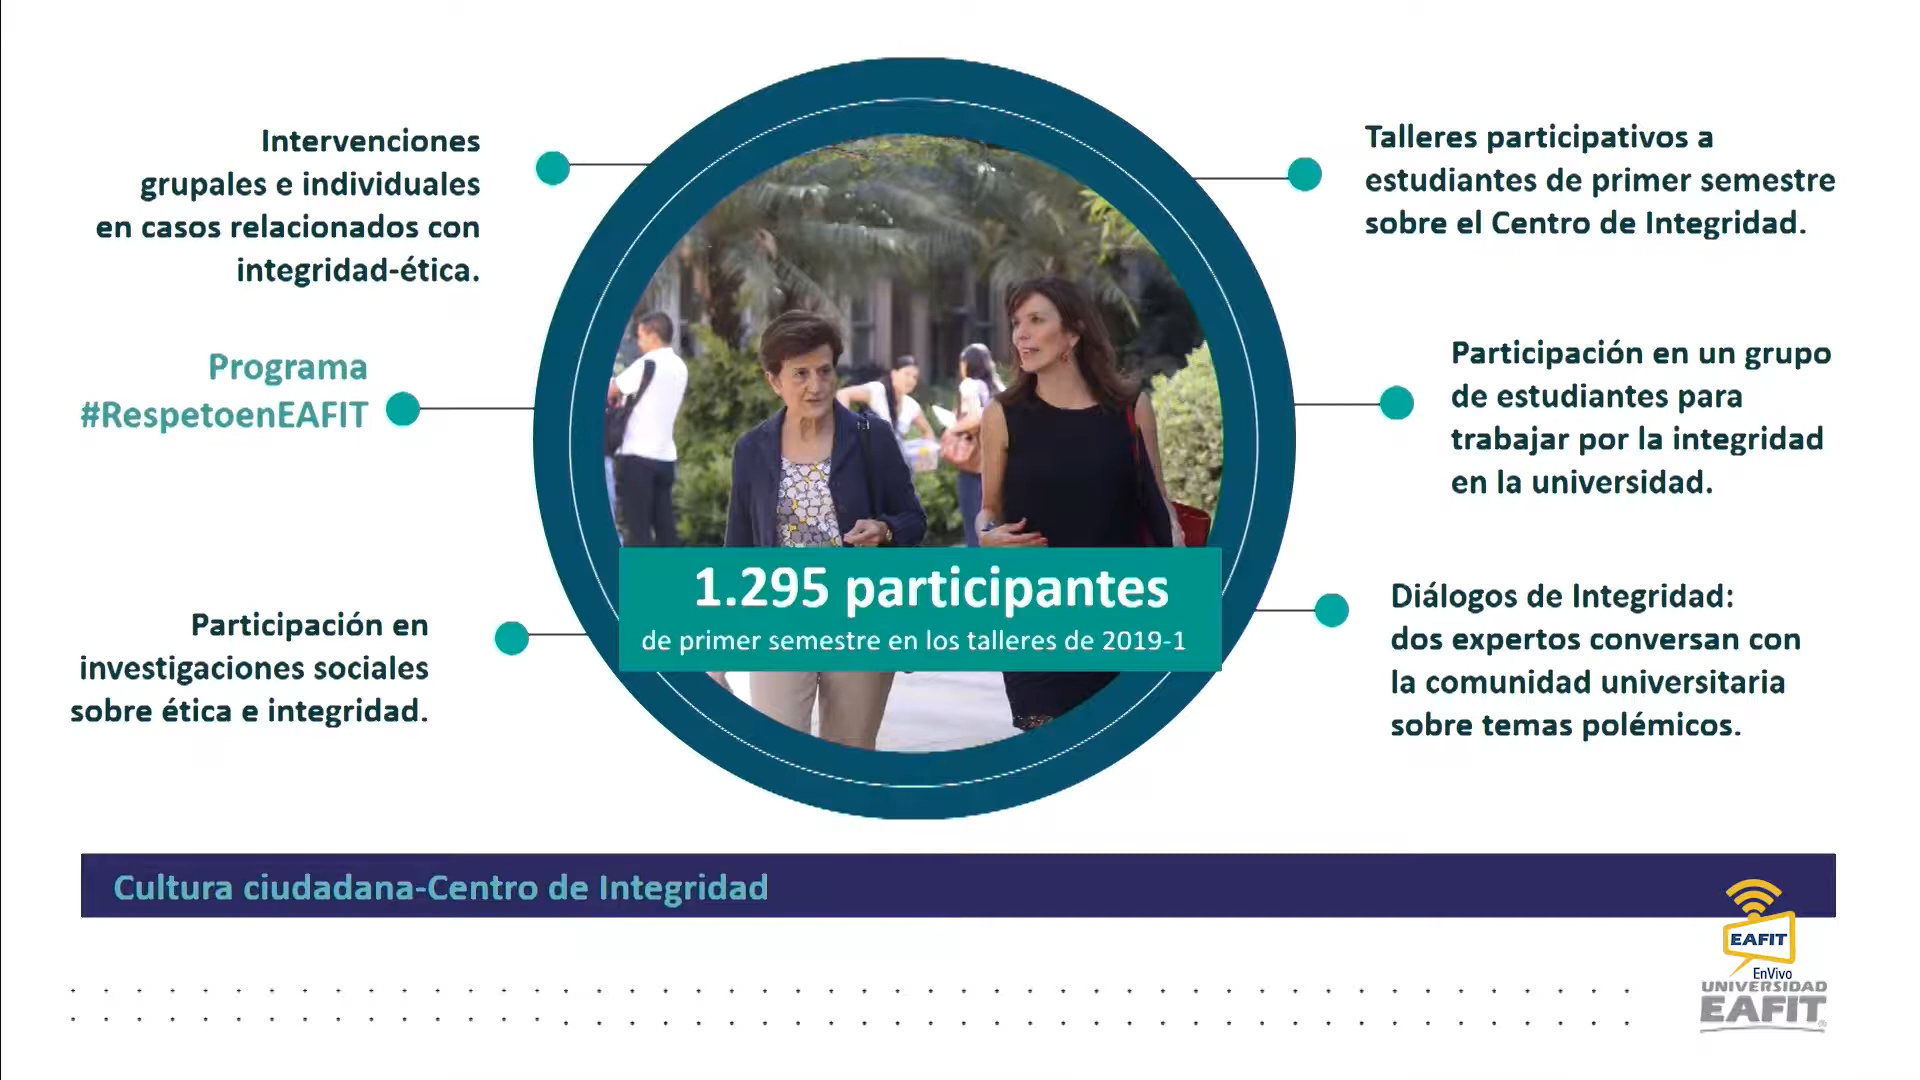 Intervenciones
grupales e individuales
en casos relacionados con
integridad-ética.
Programa
#RespetoenEAFIT
Participación en
investigaciones sociales
sobre ética e integridad.
1.295 participantes
de primer semestre en los talleres de 2019-1
Talleres participativos a
estudiantes de primer semestre
sobre el Centro de Integridad.
Participación en un grupo
de estudiantes para
trabajar por la integridad
en la universidad.
Diálogos de Integridad:
dos expertos conversan con
la comunidad universitaria
sobre temas polémicos.
Cultura ciudadana-Centro de Integridad
EAFIT
EnVivo
UNIVERSIDAD
EAFIT®